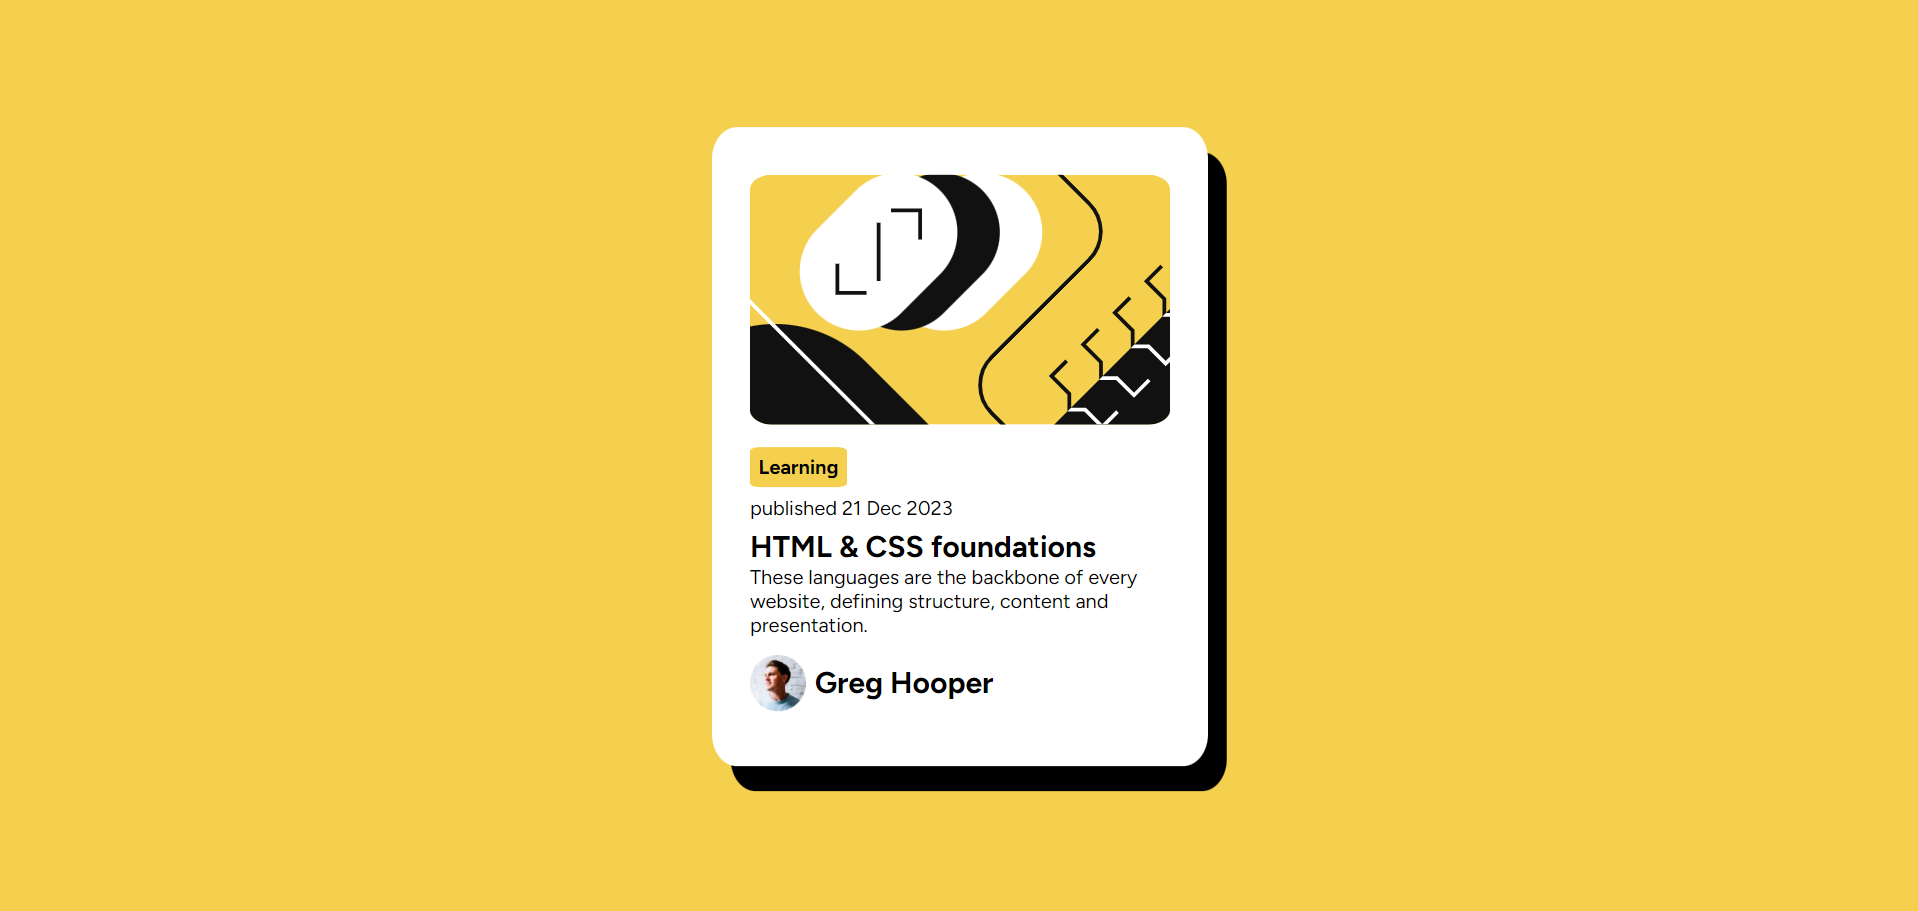 Learning
published 21 Dec 2023
HTML & CSS foundations
These languages are the backbone of every
website, defining structure, content and
presentation.
Greg Hooper